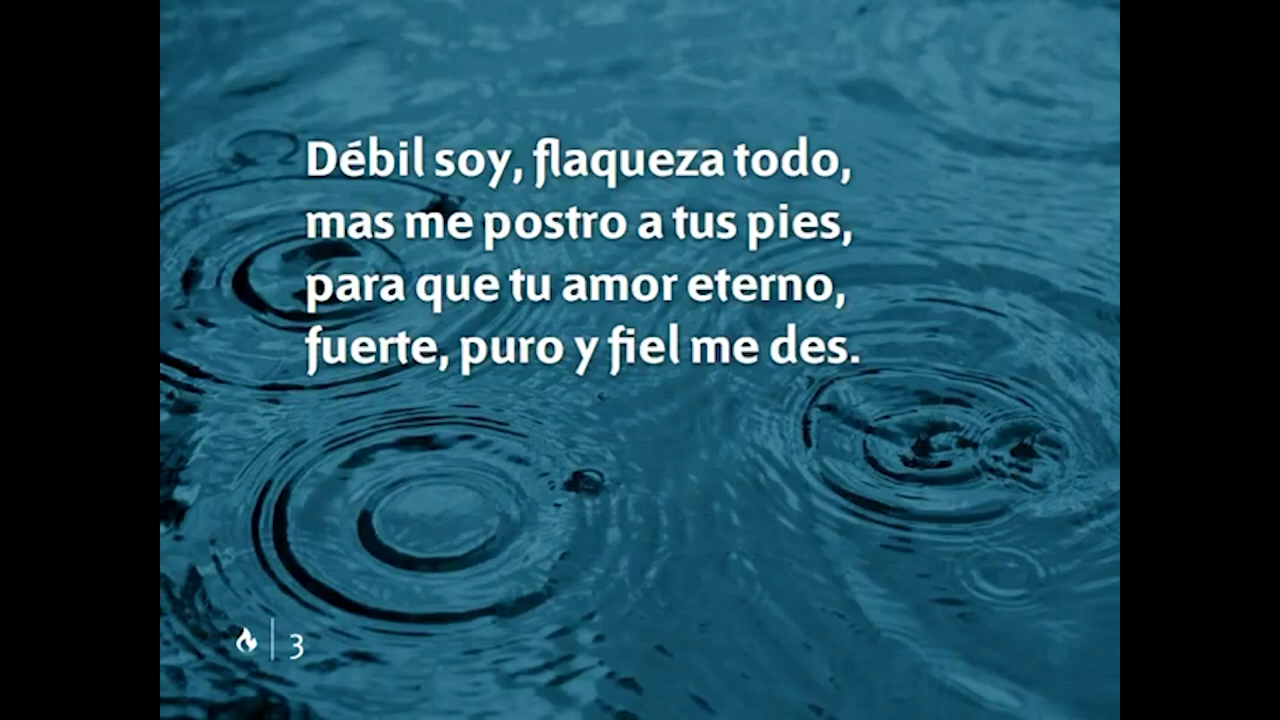 Débil soy, flaqueza todo,
mas me postro a tus pies,
para que tu amor eterno,
fuerte, puro y fiel me des.
3